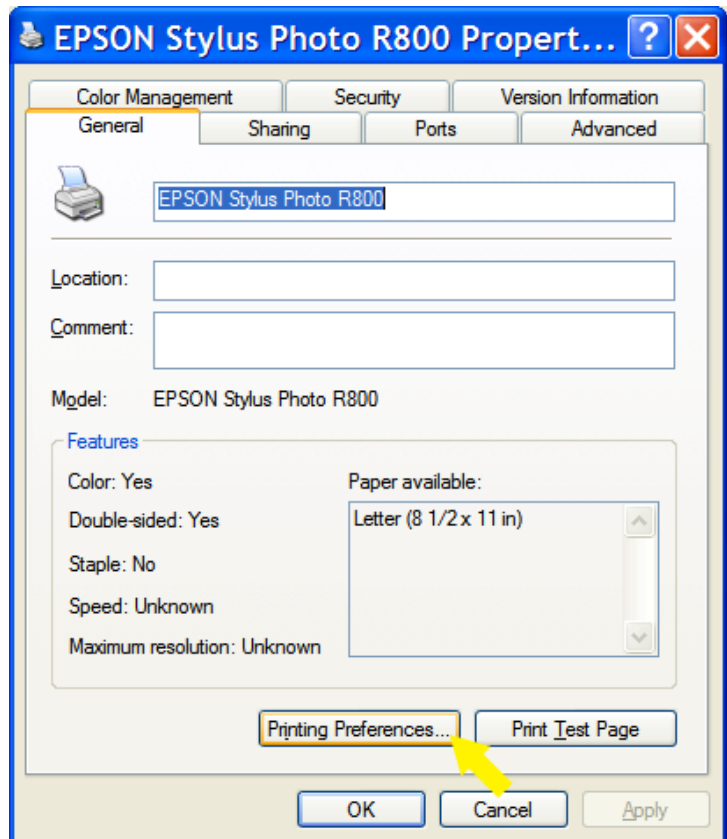 EPSON Stylus Photo R800 Propert... ?
Color Management Security Version Information
General Sharing Ports Advanced
EPSON Stylus Photo R800
Location:
Comment:
Model: EPSON Stylus Photo R800
Features
Color: Yes Paper available:
Double-sided: Yes Letter (8 1/2 x 11 in)
Staple: No
Speed: Unknown
Maximum resolution: Unknown
Printing Preferences... Print Test Page
OK Cancel Apply